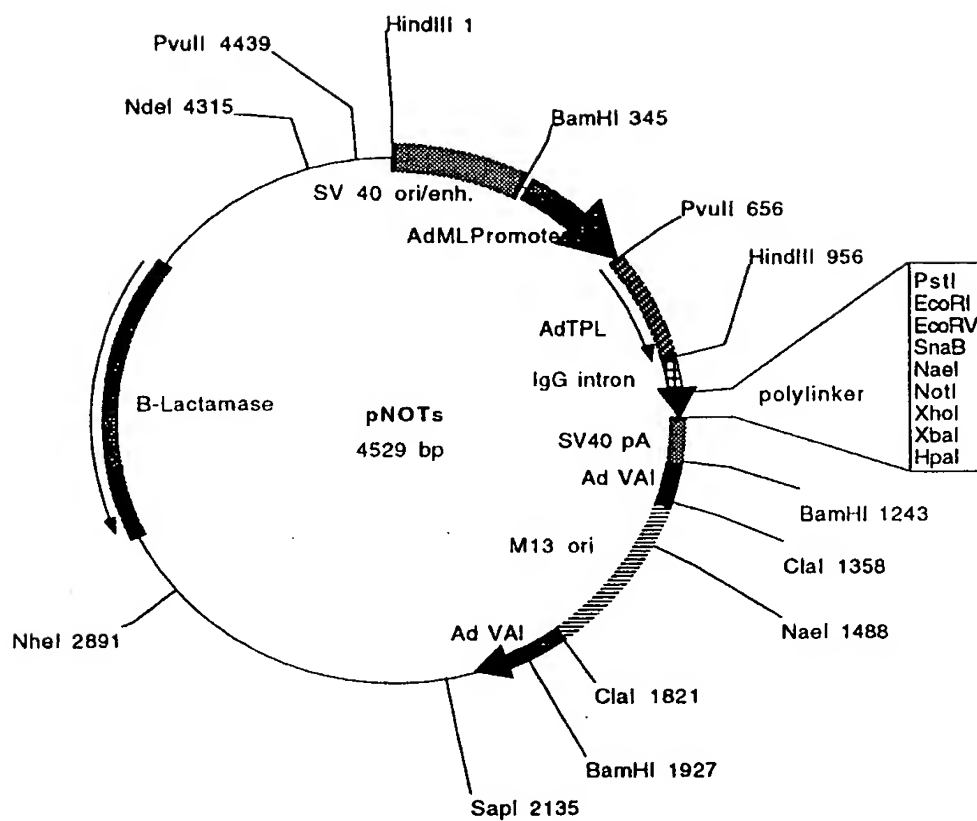 HindIII 1
PvuII 4439
NdeI 4315
BamHI 345
SV 40 ori/enh.
AdMLPromoter
PvuII 656
HindIII 956
AdTPL
IgG intron
polylinker
PstI
EcoRI
EcoRV
SnaB
NaeI
NotI
XhoI
XbaI
HpaI
B-Lactamase
pNOTs
4529 bp
SV40 pA
Ad VAI
BamHI 1243
ClaI 1358
M13 ori
NaeI 1488
NheI 2891
Ad VAI
ClaI 1821
BamHI 1927
SapI 2135